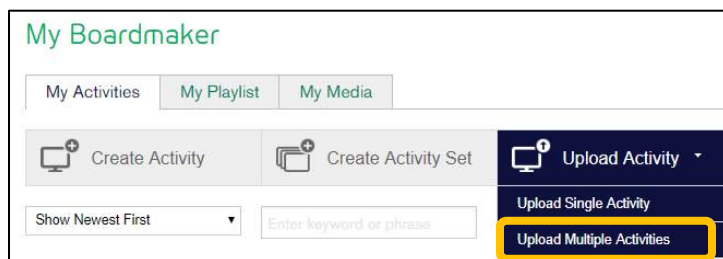 My Boardmaker
My Activities My Playlist My Media
Create Activity Create Activity Set Upload Activity
Show Newest First Enter keyword or phrase Upload Single Activity
Upload Multiple Activities